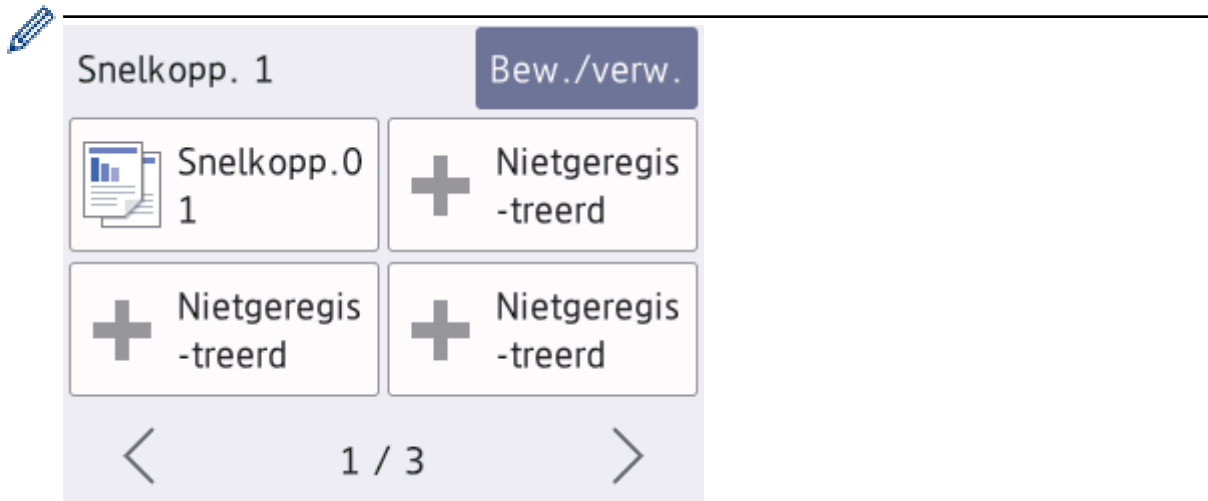 Snelkopp. 1
Bew./verw.
Snelkopp.0
1
Nietgeregis
-treerd
Nietgeregis
-treerd
Nietgeregis
-treerd
1 / 3